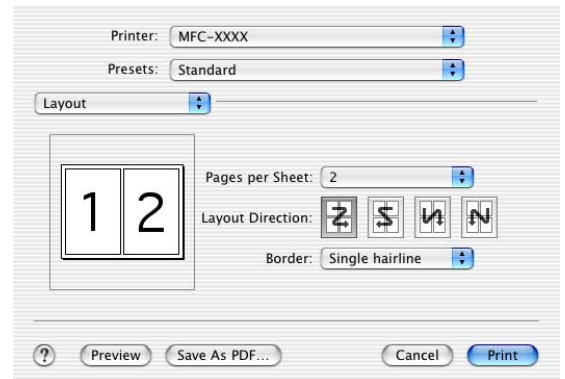 Printer: MFC-XXXX
Presets: Standard
Layout
Pages per Sheet: 2
1 2
Layout Direction:
Border: Single hairline
? Preview Save As PDF... Cancel Print